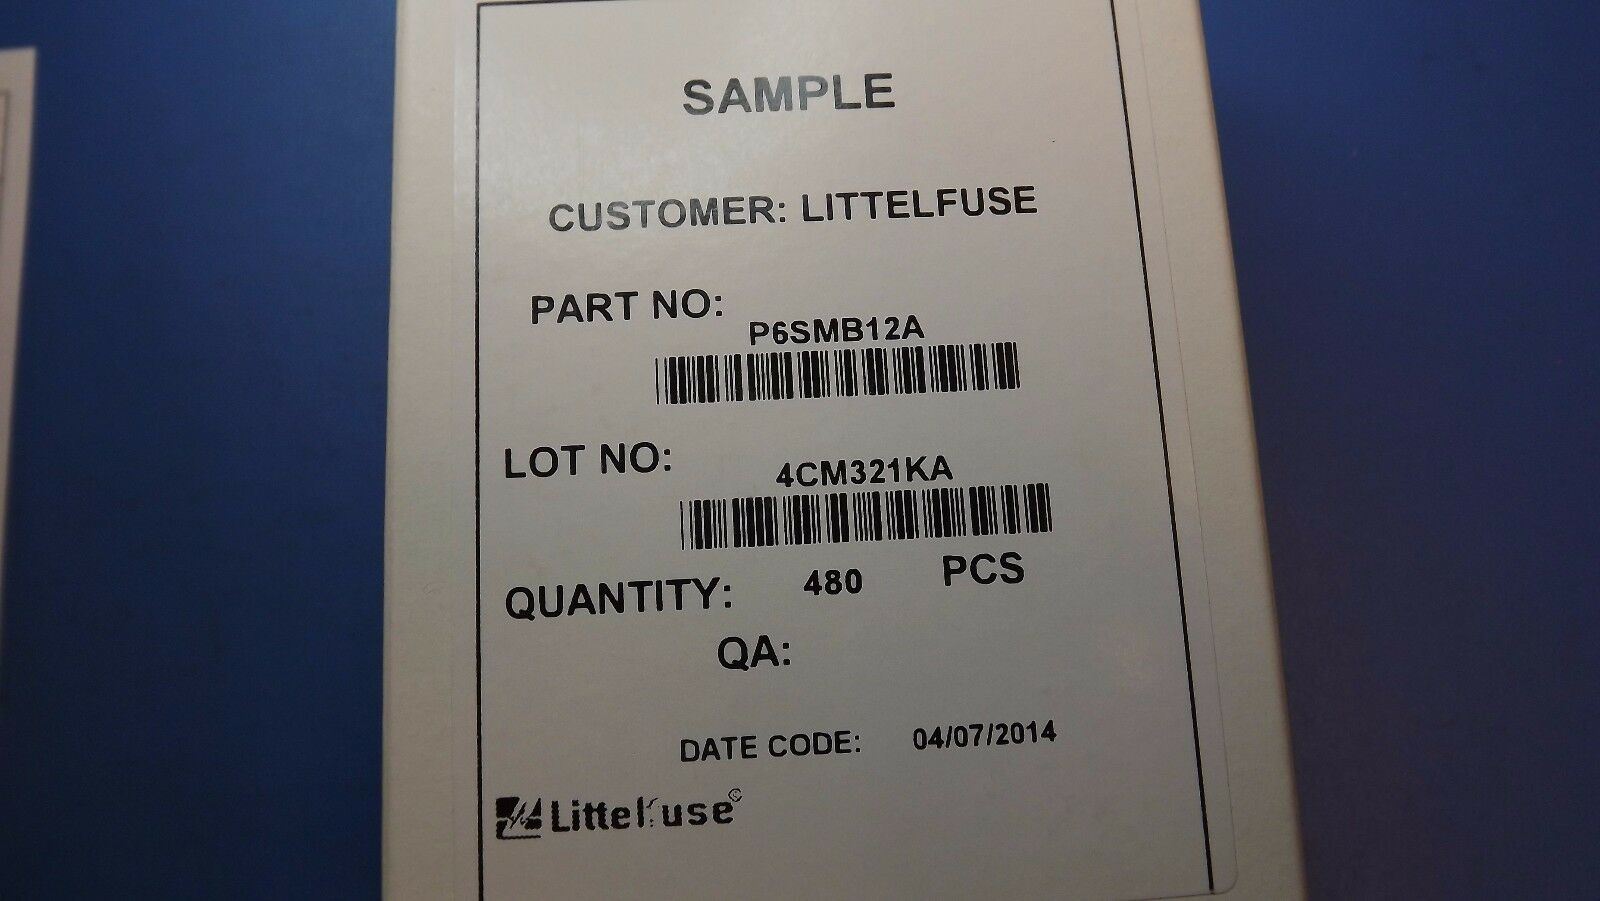 SAMPLE
CUSTOMER: LITTELFUSE
PART NO:
P6SMB12A
LOT NO:
4CM321KA
QUANTITY: 480 PCS
QA:
DATE CODE: 04/07/2014
Littelfuse©